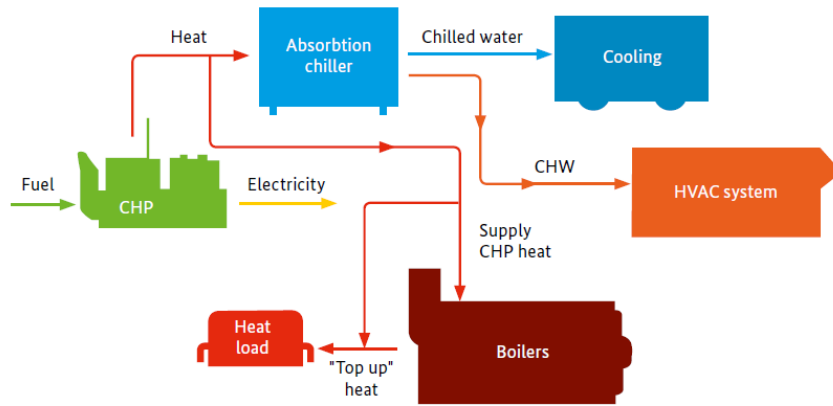 Heat
Absorbtion
chiller
Chilled water
Cooling
Fuel
CHP
Electricity
CHW
HVAC system
Supply
CHP heat
Heat
load
"Top up"
heat
Boilers